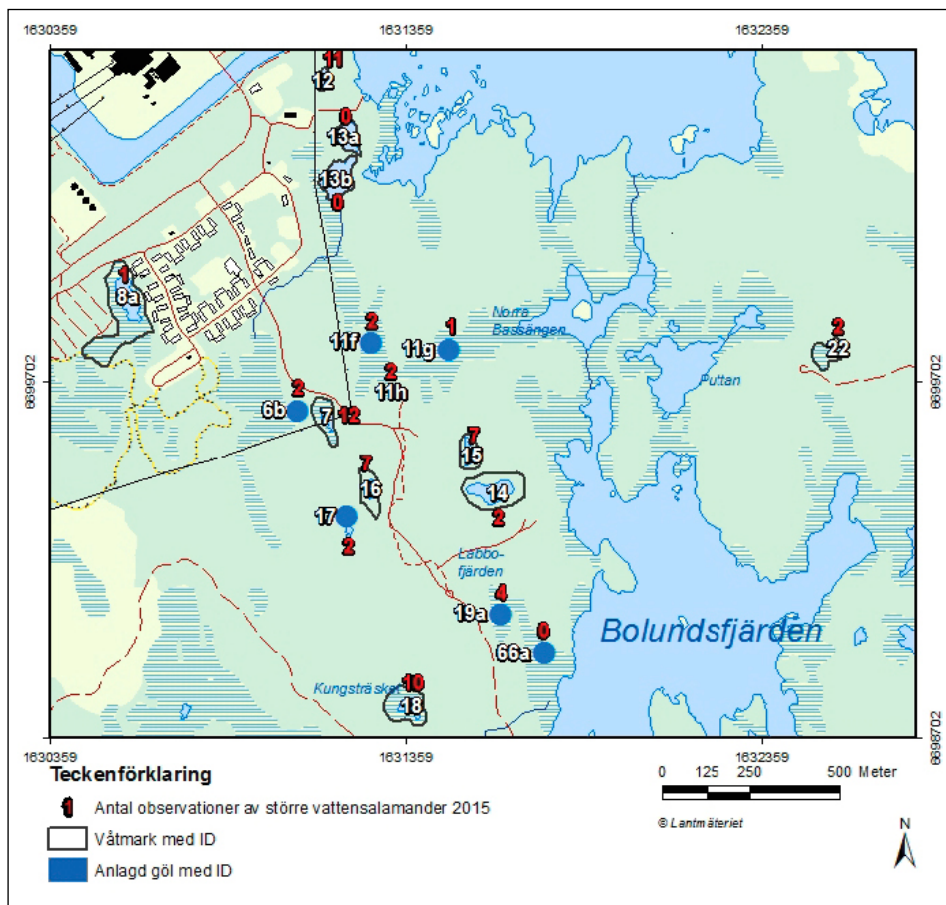 1630359
1631359
1632359
11
12
0
13a
13b
0
1
8a
Norra
Bassängen
2
11f
1
11g
2
22
Puttan
6699702
6699702
2
11h
2
6b
7
12
7
15
7
16
14
2
17
2
Labbo-
fjärden
4
19a
0
66a
Bolundsfjärden
10
Kungsträsket
18
6698702
6698702
1630359
1631359
1632359
Teckenförklaring
1 Antal observationer av större vattensalamander 2015
Våtmark med ID
Anlagd göl med ID
0 125 250 500 Meter
© Lantmäteriet
N